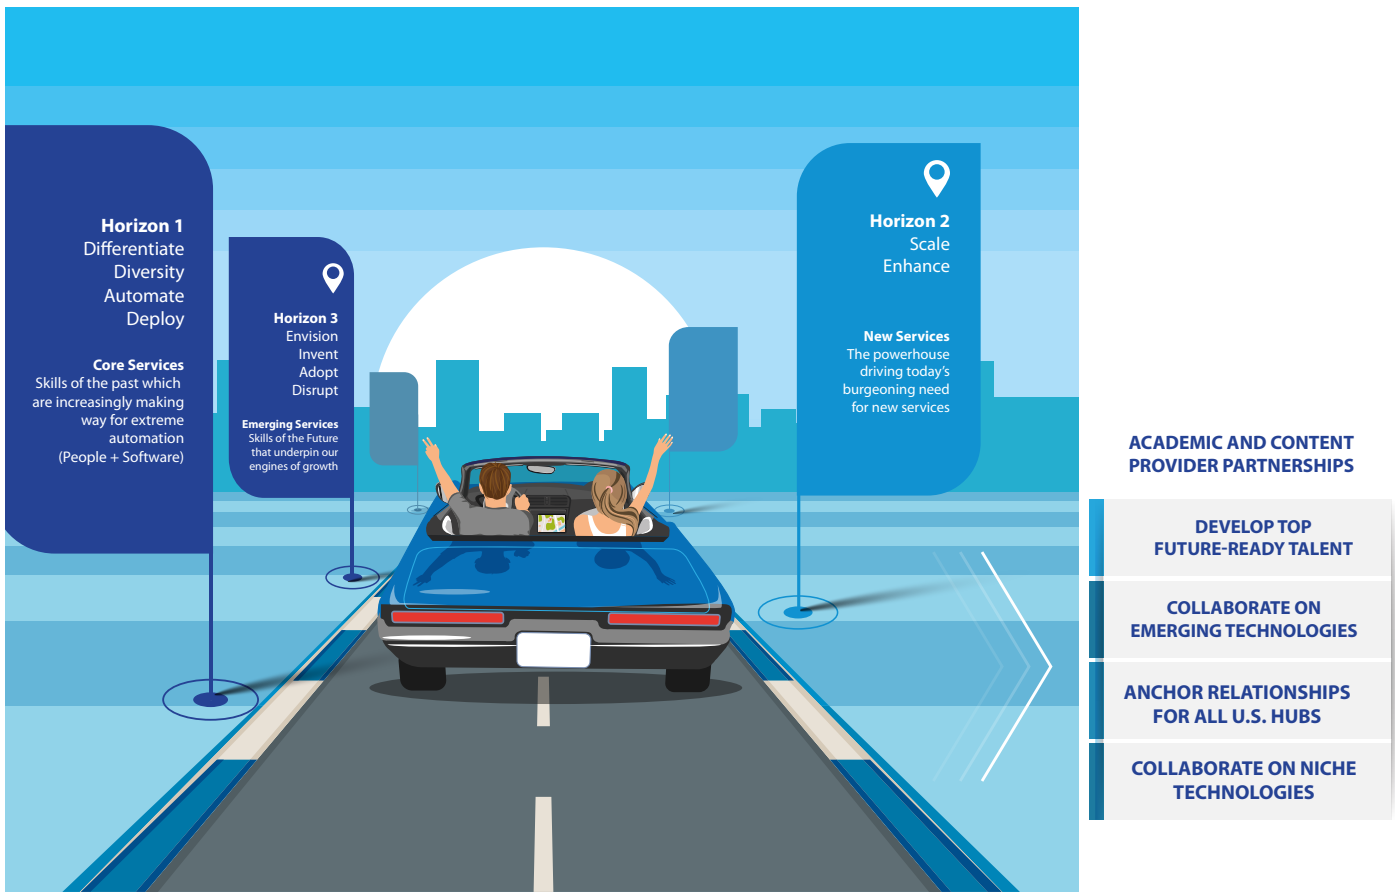 Horizon 1
Differentiate
Diversity
Automate
Deploy
Core Services
Skills of the past which
are increasingly making
way for extreme
automation
(People + Software)
Horizon 3
Envision
Invent
Adopt
Disrupt
Emerging Services
Skills of the Future
that underpin our
engines of growth
Horizon 2
Scale
Enhance
New Services
The powerhouse
driving today's
burgeoning need
for new services
ACADEMIC AND CONTENT
PROVIDER PARTNERSHIPS
DEVELOP TOP
FUTURE-READY TALENT
COLLABORATE ON
EMERGING TECHNOLOGIES
ANCHOR RELATIONSHIPS
FOR ALL U.S. HUBS
COLLABORATE ON NICHE
TECHNOLOGIES